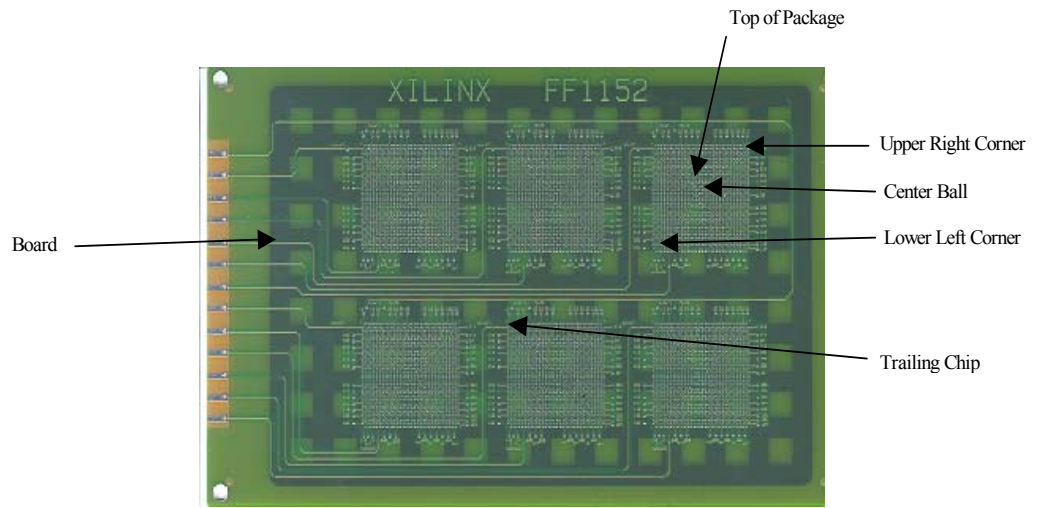 Top of Package
XILINX FF1152
Upper Right Corner
Center Ball
Lower Left Corner
Board
Trailing Chip